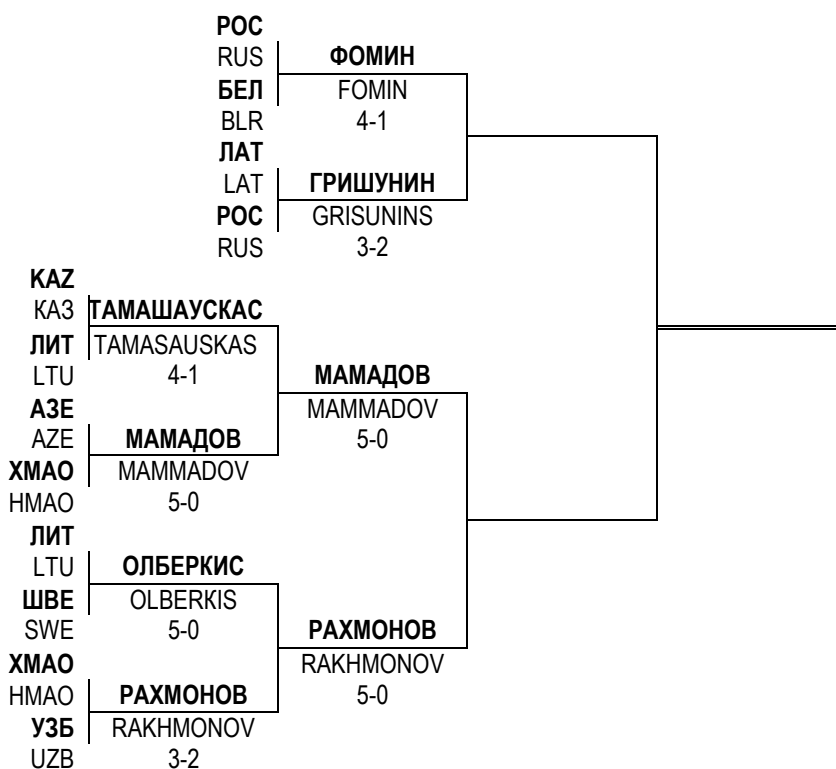 РОС
RUS ФОМИН
БЕЛ FOMIN
BLR 4-1
ЛАТ
LAT ГРИШУНИН
РОС GRISUNINS
RUS 3-2
KAZ
КАЗ ТАМАШАУСКАС
ЛИТ TAMASAUSKAS
LTU 4-1 МАМАДОВ
АЗЕ MAMMADOV
AZE МАМАДОВ 5-0
ХМАО MAMMADOV
HMAO 5-0
ЛИТ
LTU ОЛБЕРКИС
ШВЕ OLBERKIS
SWE 5-0 РАХМОНОВ
ХМАО RAKHMONOV
HMAO РАХМОНОВ 5-0
УЗБ RAKHMONOV
UZB 3-2